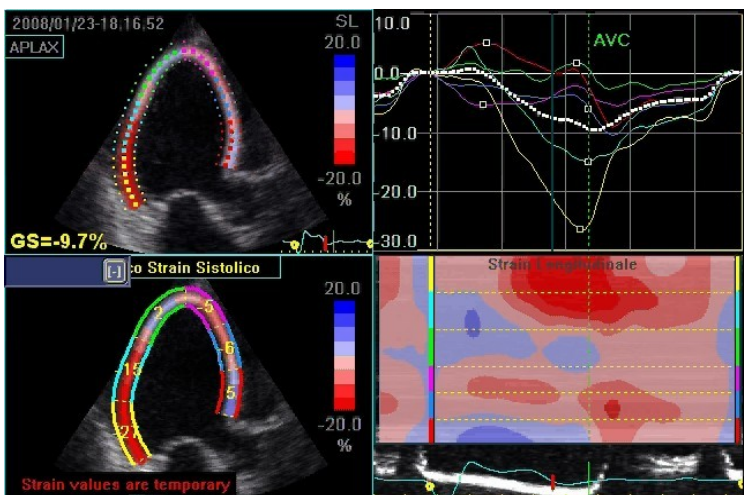 2008/01/23-18,16,52
APLAX
SL
20.0
-20.0
%
GS=-9.7%
10.0
0.0
-10.0
-20.0
-30.0
AVC
[-]
co Strain Sistolico
20.0
-20.0
%
2
-5
-15
6
5
-27
Strain values are temporary
Strain Longitudinale